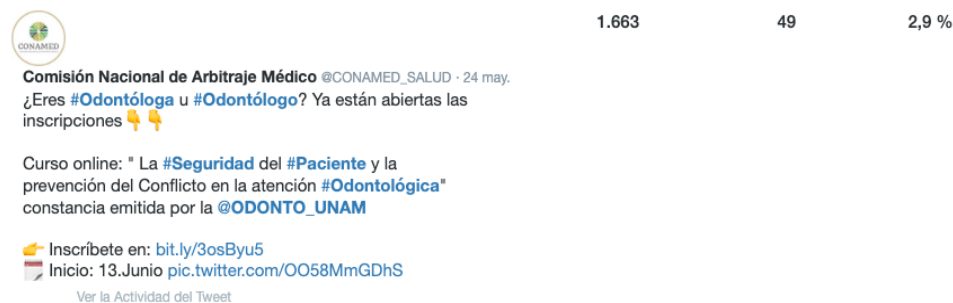 1.663 49 2,9 %
CONAMED
Comisión Nacional de Arbitraje Médico @CONAMED_SALUD · 24 may.
¿Eres #Odontóloga u #Odontólogo? Ya están abiertas las
inscripciones👇👇
Curso online: " La #Seguridad del #Paciente y la
prevención del Conflicto en la atención #Odontológica"
constancia emitida por la @ODONTO_UNAM
👉 Inscríbete en: bit.ly/3osByu5
🗓️ Inicio: 13.Junio pic.twitter.com/OO58MmGDhS
Ver la Actividad del Tweet